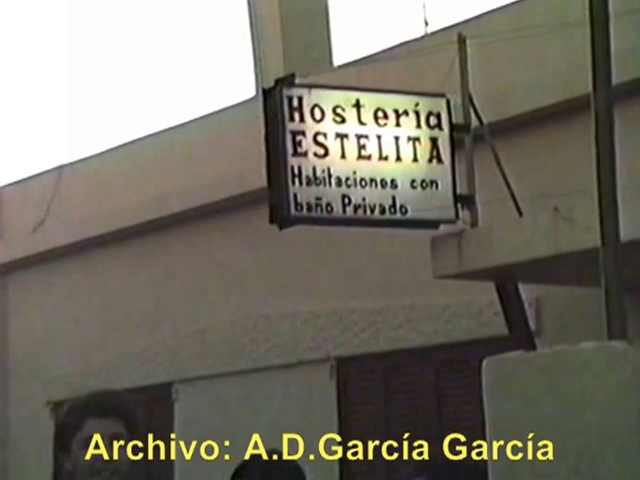 Hostería
ESTELITA
Habitaciones con
baño Privado
Archivo: A.D.García García